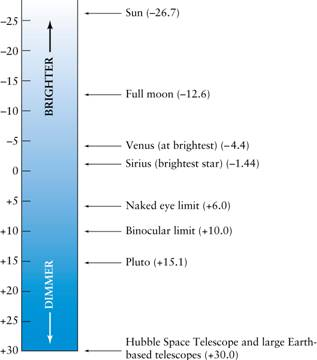 −25
−20
−15
−10
−5
0
+5
+10
+15
+20
+25
+30
BRIGHTER
DIMMER
Sun (−26.7)
Full moon (−12.6)
Venus (at brightest) (−4.4)
Sirius (brightest star) (−1.44)
Naked eye limit (+6.0)
Binocular limit (+10.0)
Pluto (+15.1)
Hubble Space Telescope and large Earth-
based telescopes (+30.0)